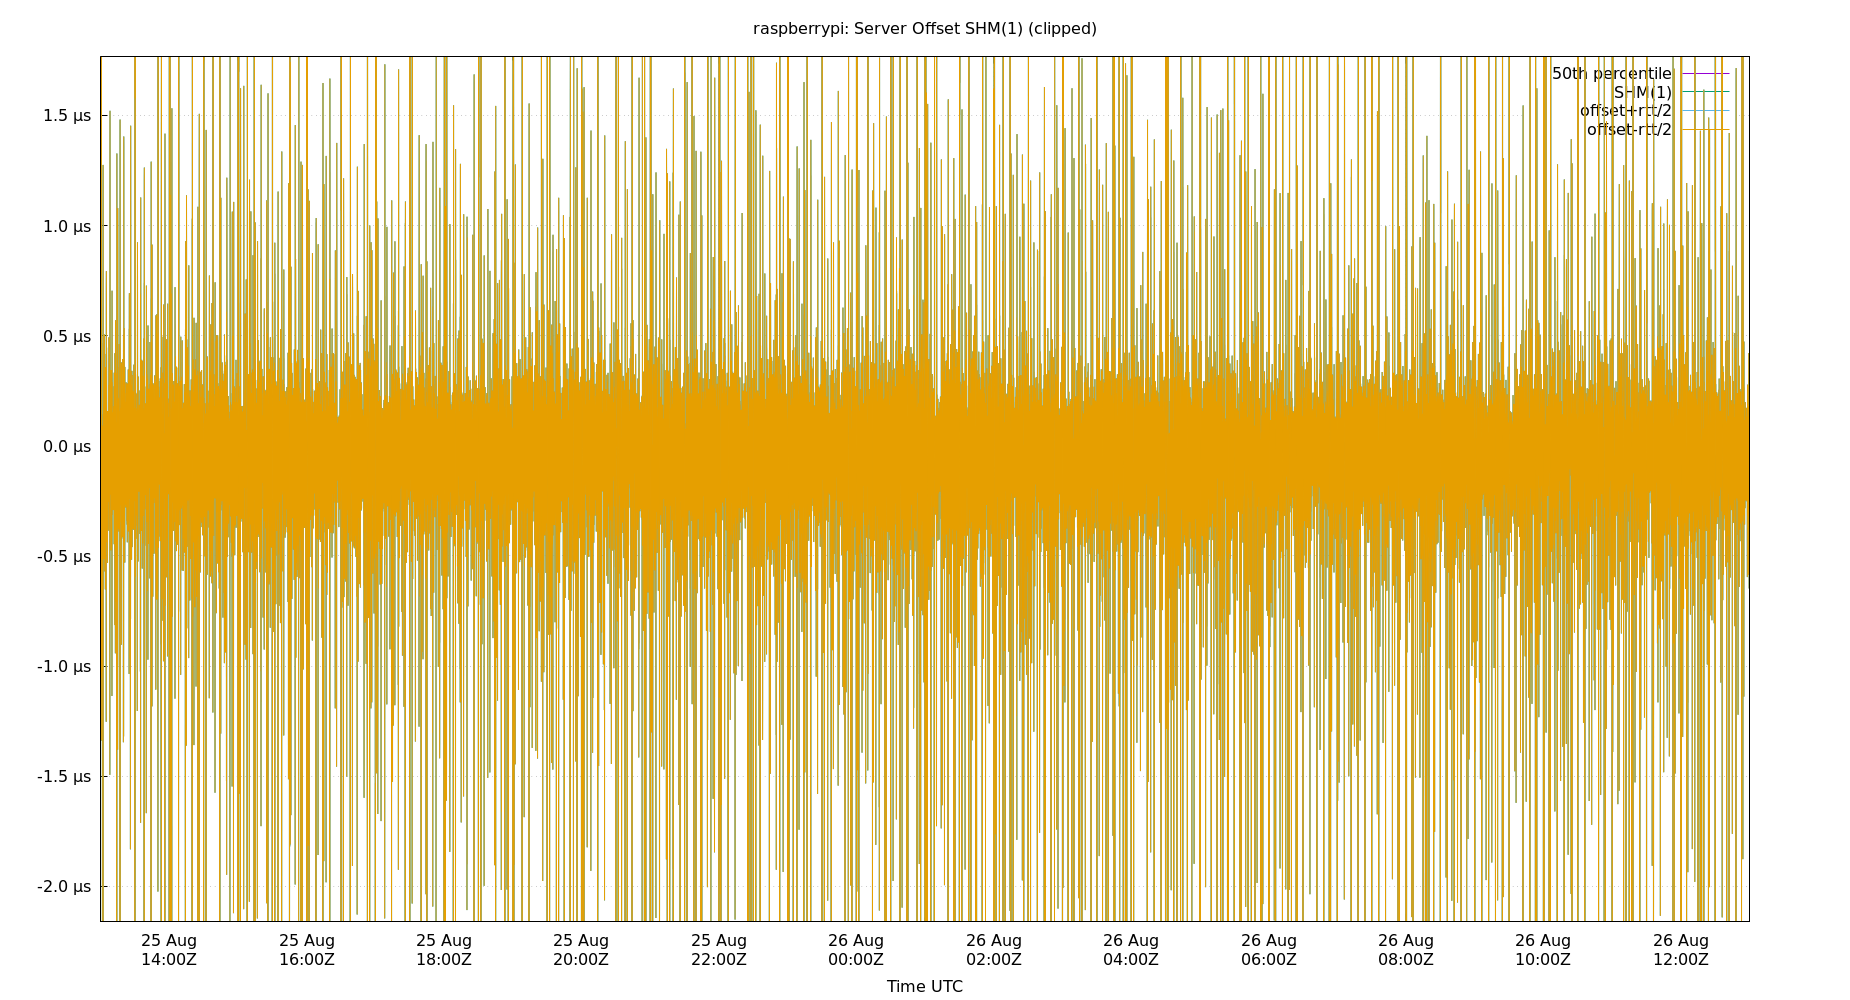 raspberrypi: Server Offset SHM(1) (clipped)
50th percentile
SHM(1)
offset+rtt/2
offset-rtt/2
1.5 µs
1.0 µs
0.5 µs
0.0 µs
-0.5 µs
-1.0 µs
-1.5 µs
-2.0 µs
25 Aug 25 Aug 25 Aug 25 Aug 25 Aug 26 Aug 26 Aug 26 Aug 26 Aug 26 Aug 26 Aug 26 Aug
14:00Z 16:00Z 18:00Z 20:00Z 22:00Z 00:00Z 02:00Z 04:00Z 06:00Z 08:00Z 10:00Z 12:00Z
Time UTC